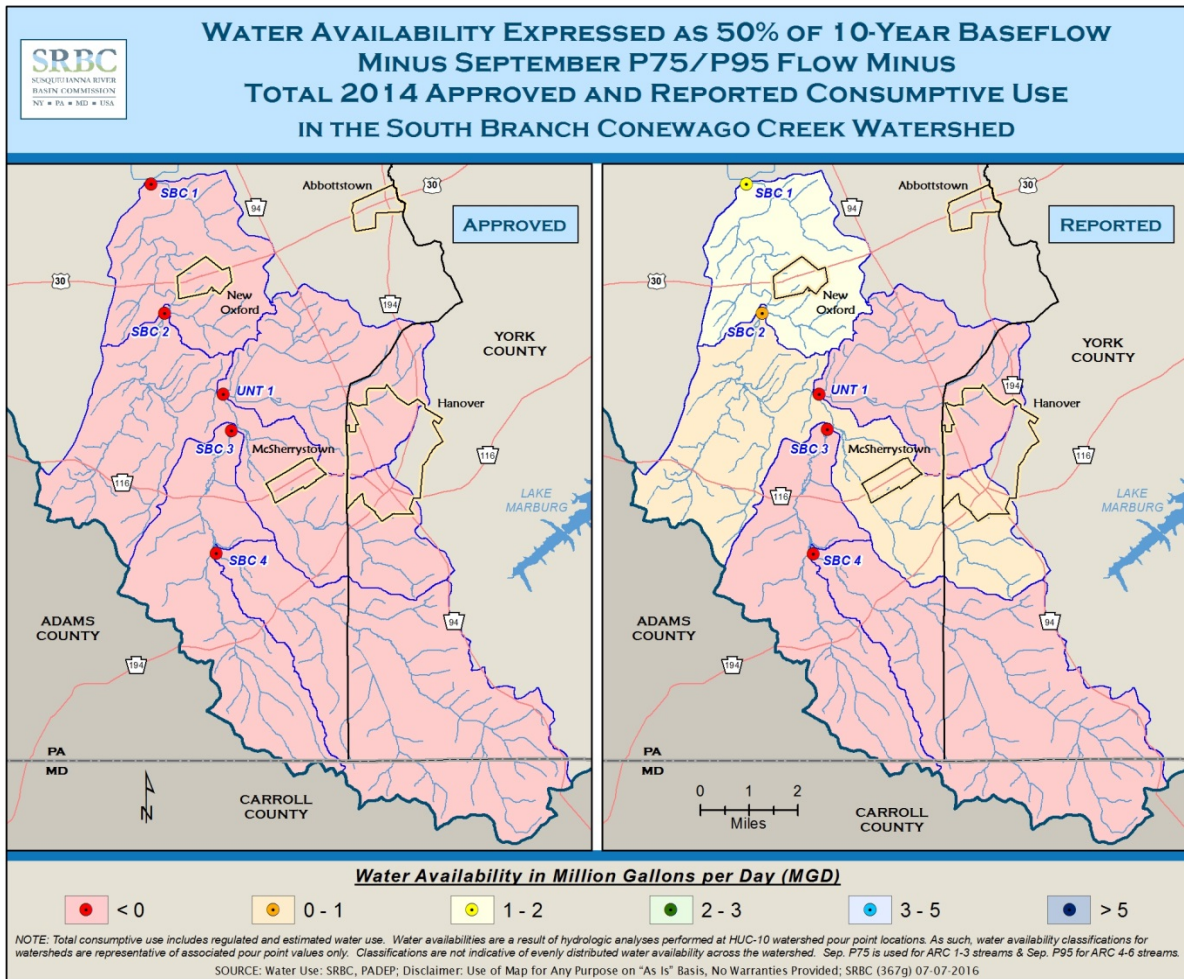 SRBC
SUSQUEHANNA RIVER
BASIN COMMISSION
NY ▪ PA ▪ MD ▪ USA
WATER AVAILABILITY EXPRESSED AS 50% OF 10-YEAR BASEFLOW
MINUS SEPTEMBER P75/P95 FLOW MINUS
TOTAL 2014 APPROVED AND REPORTED CONSUMPTIVE USE
IN THE SOUTH BRANCH CONEWAGO CREEK WATERSHED
APPROVED
SBC 1
94
Abbottstown
30
30
New
Oxford
SBC 2
194
YORK
COUNTY
UNT 1
Hanover
SBC 3
McSherrystown
116
116
LAKE
MARBURG
SBC 4
ADAMS
COUNTY
94
194
PA
MD
N
CARROLL
COUNTY
REPORTED
SBC 1
94
Abbottstown
30
30
New
Oxford
SBC 2
YORK
COUNTY
194
UNT 1
Hanover
SBC 3
McSherrystown
116
116
LAKE
MARBURG
SBC 4
ADAMS
COUNTY
94
194
PA
MD
0 1 2
Miles
CARROLL
COUNTY
Water Availability in Million Gallons per Day (MGD)
< 0
0 - 1
1 - 2
2 - 3
3 - 5
> 5
NOTE: Total consumptive use includes regulated and estimated water use. Water availabilities are a result of hydrologic analyses performed at HUC-10 watershed pour point locations. As such, water availability classifications for
watersheds are representative of associated pour point values only. Classifications are not indicative of evenly distributed water availability across the watershed. Sep. P75 is used for ARC 1-3 streams & Sep. P95 for ARC 4-6 streams.
SOURCE: Water Use: SRBC, PADEP; Disclaimer: Use of Map for Any Purpose on "As Is" Basis, No Warranties Provided; SRBC (367g) 07-07-2016